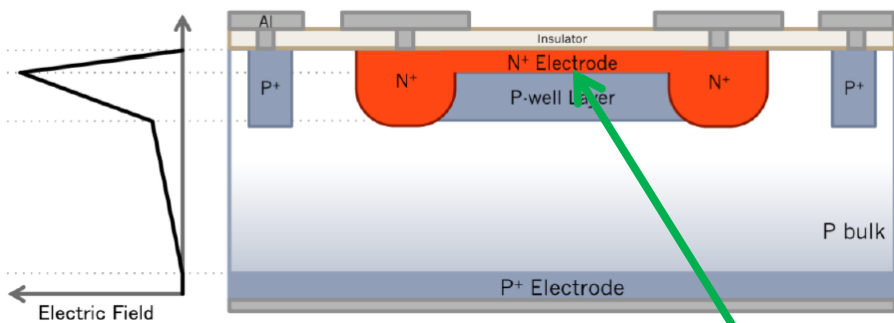 Al
Insulator
N⁺ Electrode
P⁺
N⁺
N⁺
P⁺
P-well Layer
P bulk
P⁺ Electrode
Electric Field